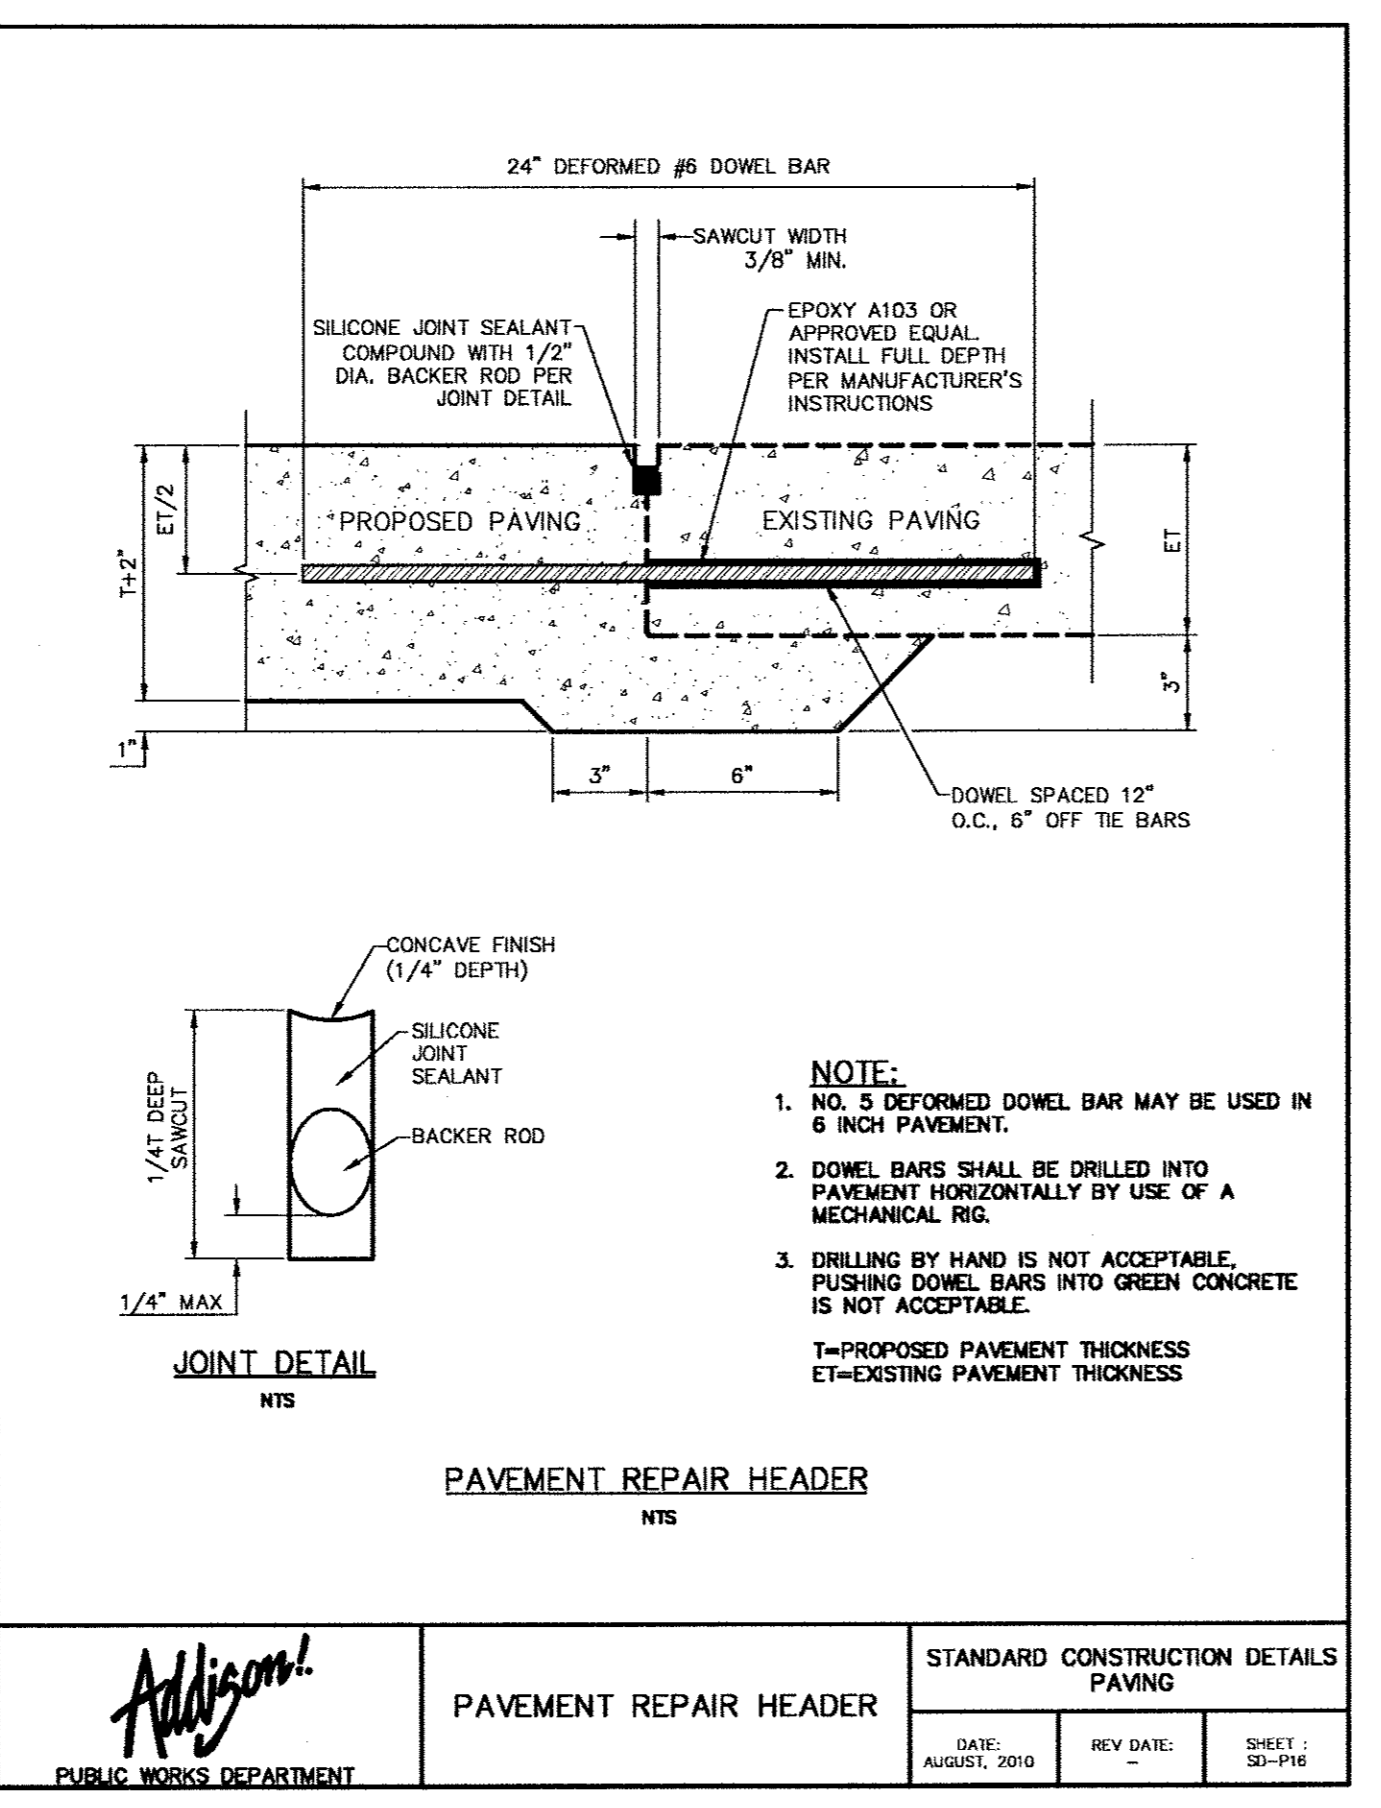 24" DEFORMED #6 DOWEL BAR
SAWCUT WIDTH
3/8" MIN.
SILICONE JOINT SEALANT
COMPOUND WITH 1/2"
DIA. BACKER ROD PER
JOINT DETAIL
EPOXY A103 OR
APPROVED EQUAL.
INSTALL FULL DEPTH
PER MANUFACTURER'S
INSTRUCTIONS
ET/2
T+2"
PROPOSED PAVING
EXISTING PAVING
ET
3"
1"
3"
6"
DOWEL SPACED 12"
O.C., 6" OFF TIE BARS
CONCAVE FINISH
(1/4" DEPTH)
SILICONE
JOINT
SEALANT
BACKER ROD
1/4T DEEP
SAWCUT
1/4" MAX
JOINT DETAIL
NTS
NOTE:
1. NO. 5 DEFORMED DOWEL BAR MAY BE USED IN
6 INCH PAVEMENT.
2. DOWEL BARS SHALL BE DRILLED INTO
PAVEMENT HORIZONTALLY BY USE OF A
MECHANICAL RIG.
3. DRILLING BY HAND IS NOT ACCEPTABLE,
PUSHING DOWEL BARS INTO GREEN CONCRETE
IS NOT ACCEPTABLE.
T=PROPOSED PAVEMENT THICKNESS
ET=EXISTING PAVEMENT THICKNESS
PAVEMENT REPAIR HEADER
NTS
Addison!
PUBLIC WORKS DEPARTMENT
PAVEMENT REPAIR HEADER
STANDARD CONSTRUCTION DETAILS
PAVING
DATE:
AUGUST, 2010
REV DATE:
–
SHEET :
SD-P16